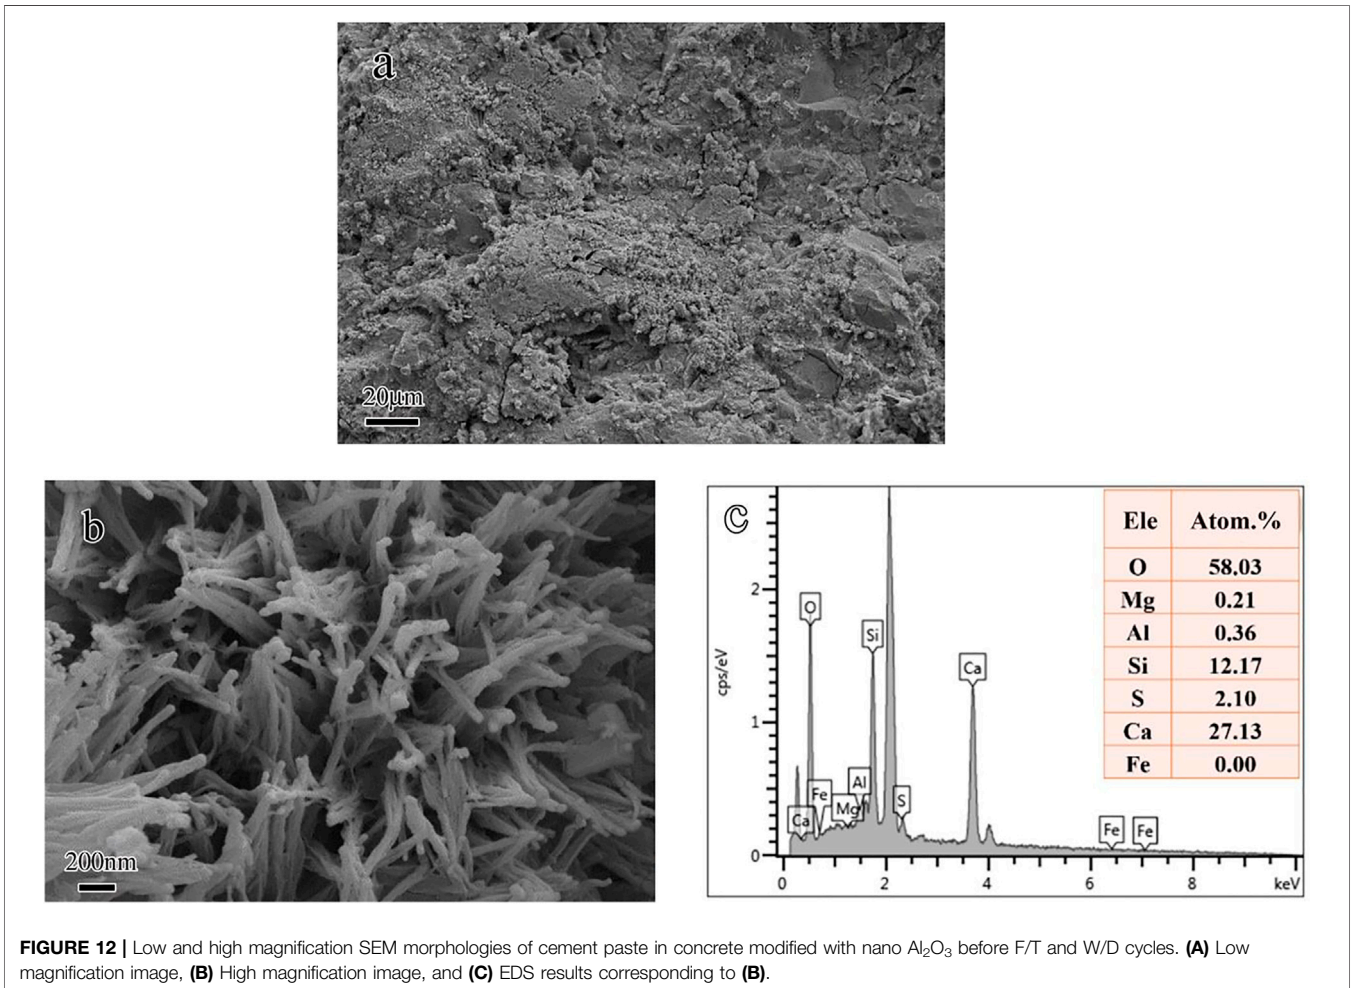 a
20μm
b
200nm
C
cps/eV
2
1
0
O
Si
Ca
Ca
Fe
Mg
Al
S
Fe
Fe
0
2
4
6
8
keV
Ele Atom.%
O 58.03
Mg 0.21
Al 0.36
Si 12.17
S 2.10
Ca 27.13
Fe 0.00
FIGURE 12 | Low and high magnification SEM morphologies of cement paste in concrete modified with nano Al₂O₃ before F/T and W/D cycles. (A) Low
magnification image, (B) High magnification image, and (C) EDS results corresponding to (B).